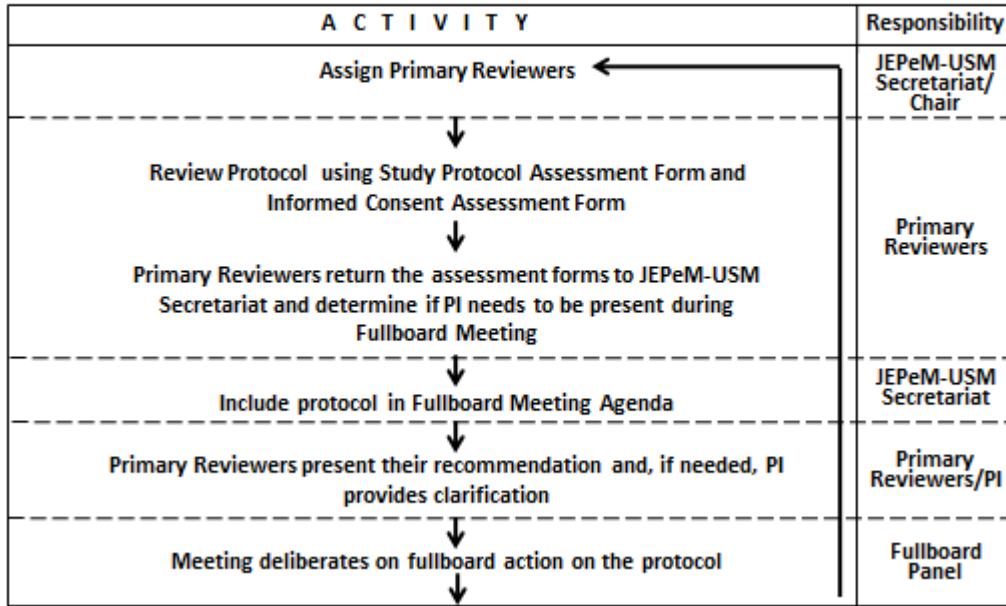 A C T I V I T Y
Responsibility
Assign Primary Reviewers
JEPeM-USM
Secretariat/
Chair
Review Protocol using Study Protocol Assessment Form and
Informed Consent Assessment Form
Primary Reviewers return the assessment forms to JEPeM-USM
Secretariat and determine if PI needs to be present during
Fullboard Meeting
Primary
Reviewers
Include protocol in Fullboard Meeting Agenda
JEPeM-USM
Secretariat
Primary Reviewers present their recommendation and, if needed, PI
provides clarification
Primary
Reviewers/PI
Meeting deliberates on fullboard action on the protocol
Fullboard
Panel